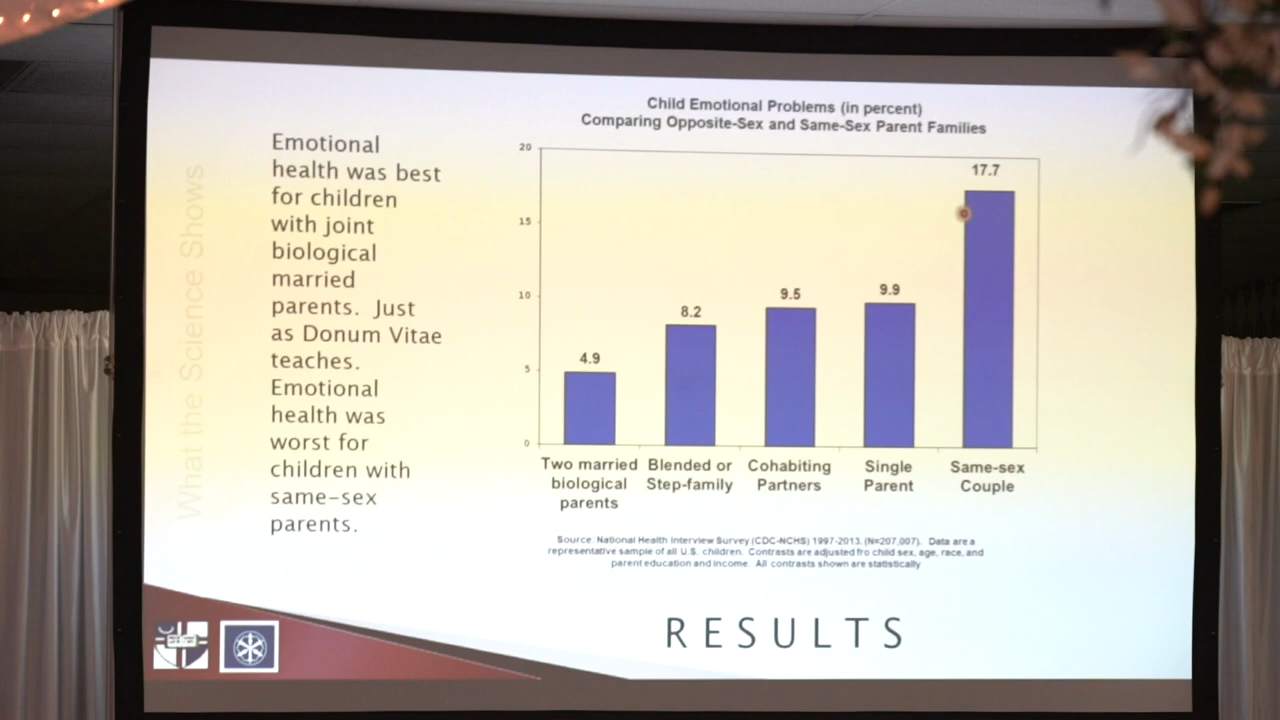 What the Science Shows
Emotional
health was best
for children
with joint
biological
married
parents. Just
as Donum Vitae
teaches.
Emotional
health was
worst for
children with
same-sex
parents.
Child Emotional Problems (in percent)
Comparing Opposite-Sex and Same-Sex Parent Families
20
15
10
5
0
4.9
8.2
9.5
9.9
17.7
Two married
biological
parents
Blended or
Step-family
Cohabiting
Partners
Single
Parent
Same-sex
Couple
Source: National Health Interview Survey (CDC-NCHS) 1997-2013. (N=207,007). Data are a
representative sample of all U.S. children. Contrasts are adjusted fro child sex, age, race, and
parent education and income. All contrasts shown are statistically
RESULTS